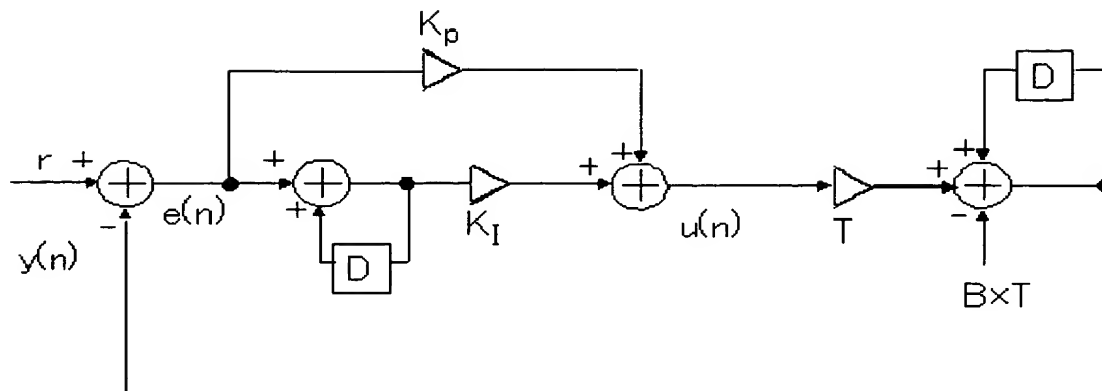 Kp
D
r + + + + + + +
- e(n) + KI u(n) T -
y(n) D B×T